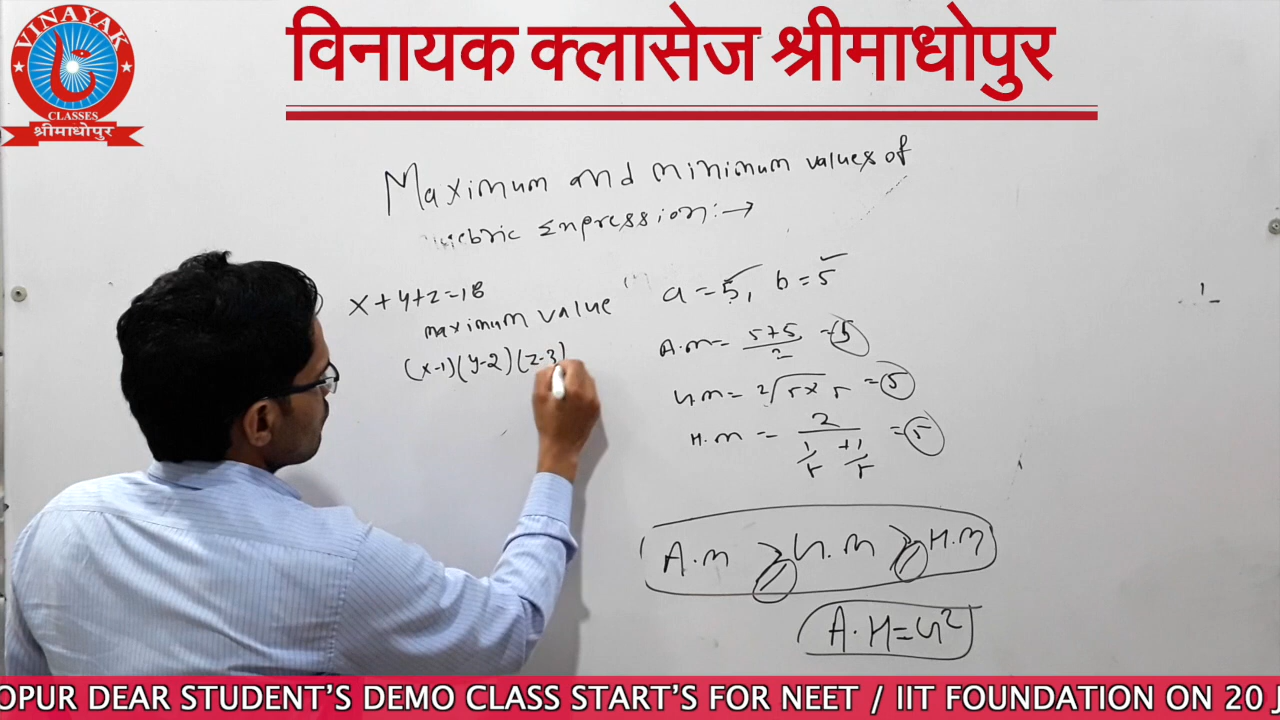 VINAYAK
CLASSES
श्रीमाधोपुर
विनायक क्लासेज श्रीमाधोपुर
Maximum and minimum values of
Expression:→
x+y+z=18
maximum value
(x-1)(y-2)(z-3)
a=5, b=5
A.m= 5+5/2 =5
G.m= 2√5×5 =5
H.m = 2/(1/5+1/5) =5
A.m ≥ G.m ≥ H.m
A.H=G²
OPUR DEAR STUDENT’S DEMO CLASS START’S FOR NEET / IIT FOUNDATION ON 20 J